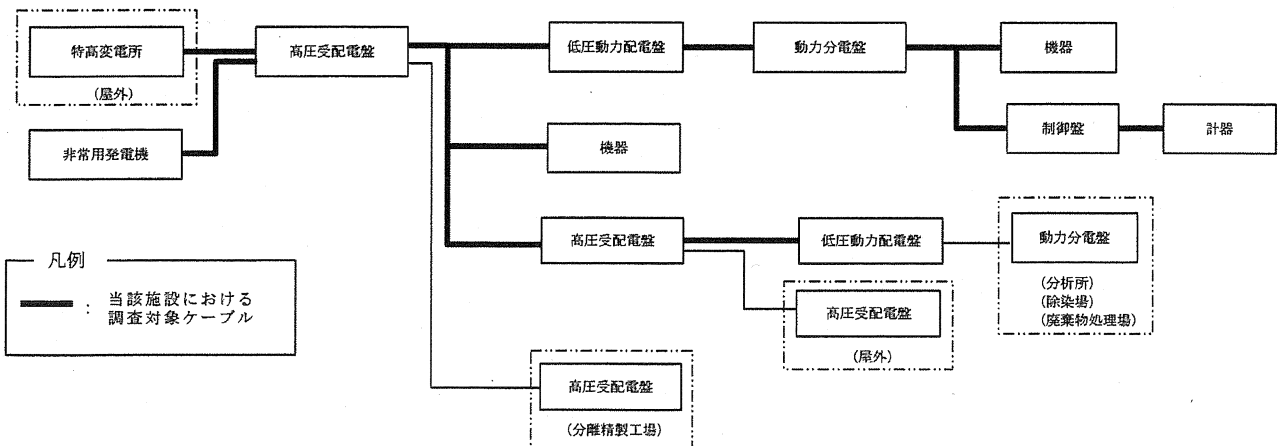 特高変電所
(屋外)
非常用発電機
高圧受配電盤
低圧動力配電盤
動力分電盤
機器
制御盤
計器
機器
高圧受配電盤
低圧動力配電盤
動力分電盤
(分析所)
(除染場)
(廃棄物処理場)
高圧受配電盤
(屋外)
高圧受配電盤
(分離精製工場)
凡例
: 当該施設における
調査対象ケーブル